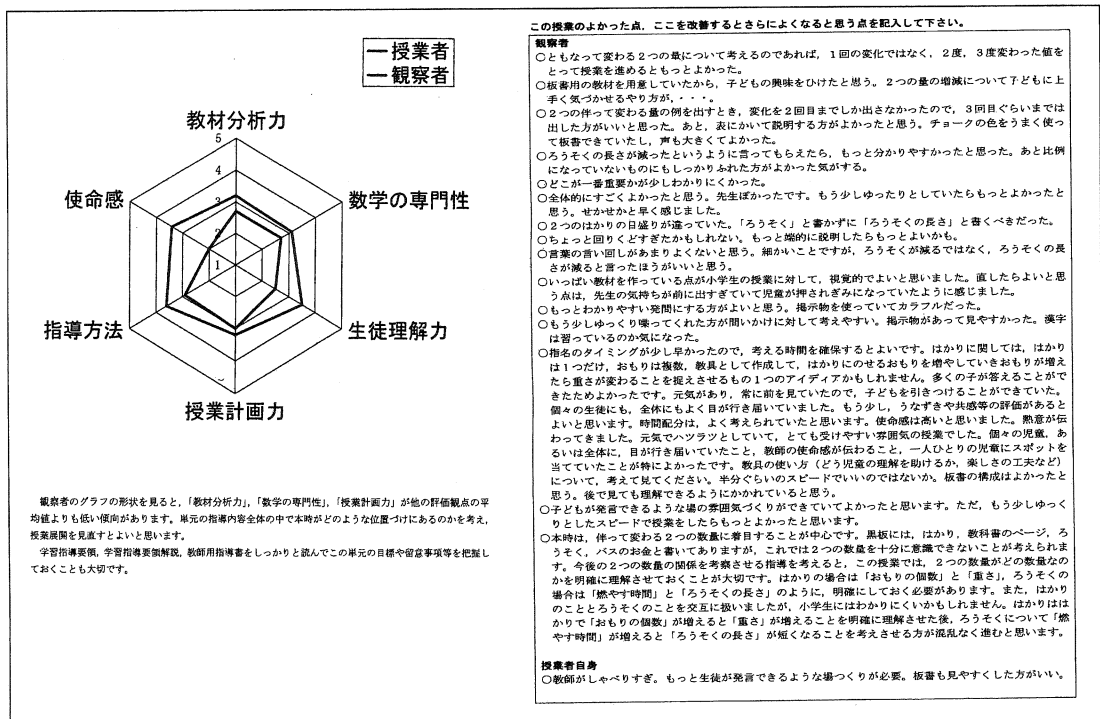 授業者
観察者
教材分析力
数学の専門性
生徒理解力
授業計画力
指導方法
使命感
5
4
3
2
1
観察者のグラフの形状を見ると,「教材分析力」,「数学の専門性」,「授業計画力」が他の評価観点の平
均値よりも低い傾向があります。単元の指導内容全体の中で本時がどのような位置づけにあるのかを考え,
授業展開を見直すとよいと思います。
学習指導要領, 学習指導要領解説, 教師用指導書をしっかりと読んでこの単元の目標や留意事項等を把握し
ておくことも大切です。
この授業のよかった点, ここを改善するとさらによくなると思う点を記入して下さい。
観察者
○ともなって変わる2つの量について考えるのであれば, 1回の変化ではなく, 2度, 3度変わった値を
とって授業を進めるともっとよかった。
○板書用の教材を用意していたから, 子どもの興味をひけたと思う。2つの量の増減について子どもに上
手く気づかせるやり方が,・・・。
○2つの伴って変わる量の例を出すとき, 変化を2回目までしか出さなかったので, 3回目ぐらいまでは
出した方がいいと思った。あと, 表にかいて説明する方がよかったと思う。チョークの色をうまく使っ
て板書できていたし, 声も大きくてよかった。
○ろうそくの長さが減ったというように言ってもらえたら, もっと分かりやすかったと思った。あと比例
になっていないものにもしっかりふれた方がよかった気がする。
○どこが一番重要かが少しわかりにくかった。
○全体的にすごくよかったと思う。先生ぽかったです。もう少しゆったりとしていたらもっとよかったと
思う。せかせかと早く感じました。
○2つのはかりの目盛りが違っていた。「ろうそく」と書かずに「ろうそくの長さ」と書くべきだった。
○ちょっと回りくどすぎたかもしれない。もっと端的に説明したらもっとよいかも。
○言葉の言い回しがあまりよくないと思う。細かいことですが, ろうそくが減るではなく, ろうそくの長
さが減ると言ったほうがいいと思う。
○いっぱい教材を作っている点が小学生の授業に対して, 視覚的でよいと思いました。直したらよいと思
う点は, 先生の気持ちが前に出すぎていて児童が押されぎみになっていたように感じました。
○もっとわかりやすい発問にする方がよいと思う。掲示物を使っていてカラフルだった。
○もう少しゆっくり喋ってくれた方が問いかけに対して考えやすい。掲示物があって見やすかった。漢字
は習っているのか気になった。
○指名のタイミングが少し早かったので, 考える時間を確保するとよいです。はかりに関しては, はかり
は1つだけ, おもりは複数, 教具として作成して, はかりにのせるおもりを増やしていきおもりが増え
たら重さが変わることを捉えさせるもの1つのアイディアかもしれません。多くの子が答えることがで
きたためよかったです。元気があり, 常に前を見ていたので, 子どもを引きつけることができていた。
個々の生徒にも, 全体にもよく目が行き届いていました。もう少し, うなずきや共感等の評価があると
よいと思います。時間配分は, よく考えられていたと思います。使命感は高いと思いました。熱意が伝
わってきました。元気でハツラツとしていて, とても受けやすい雰囲気の授業でした。個々の児童, あ
るいは全体に, 目が行き届いていたこと, 教師の使命感が伝わること, 一人ひとりの児童にスポットを
当てていたことが特によかったです。教具の使い方(どう児童の理解を助けるか, 楽しさの工夫など)
について, 考えて見てください。半分ぐらいのスピードでいいのではないか。板書の構成はよかったと
思う。後で見ても理解できるようにかかれていると思う。
○子どもが発言できるような場の雰囲気づくりができていてよかったと思います。ただ, もう少しゆっく
りとしたスピードで授業をしたらもっとよかったと思います。
○本時は, 伴って変わる2つの数量に着目することが中心です。黒板には, はかり, 教科書のページ, ろ
うそく, バスのお金と書いてありますが, これでは2つの数量を十分に意識できないことが考えられま
す。今後の2つの数量の関係を考察させる指導を考えると, この授業では, 2つの数量がどの数量なの
かを明確に理解させておくことが大切です。はかりの場合は「おもりの個数」と「重さ」, ろうそくの
場合は「燃やす時間」と「ろうそくの長さ」のように, 明確にしておく必要があります。また, はかり
のこととろうそくのことを交互に扱いましたが, 小学生にはわかりにくいかもしれません。はかりはは
かりで「おもりの個数」が増えると「重さ」が増えることを明確に理解させた後, ろうそくについて「燃
やす時間」が増えると「ろうそくの長さ」が短くなることを考えさせる方が混乱なく進むと思います。
授業者自身
○教師がしゃべりすぎ。もっと生徒が発言できるような場つくりが必要。板書も見やすくした方がいい。